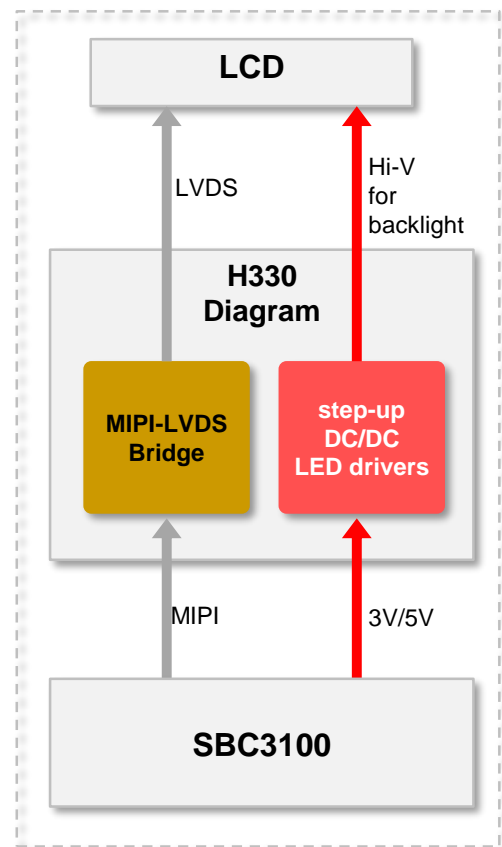 LCD
LVDS
Hi-V
for
backlight
H330
Diagram
MIPI-LVDS
Bridge
step-up
DC/DC
LED drivers
MIPI
3V/5V
SBC3100